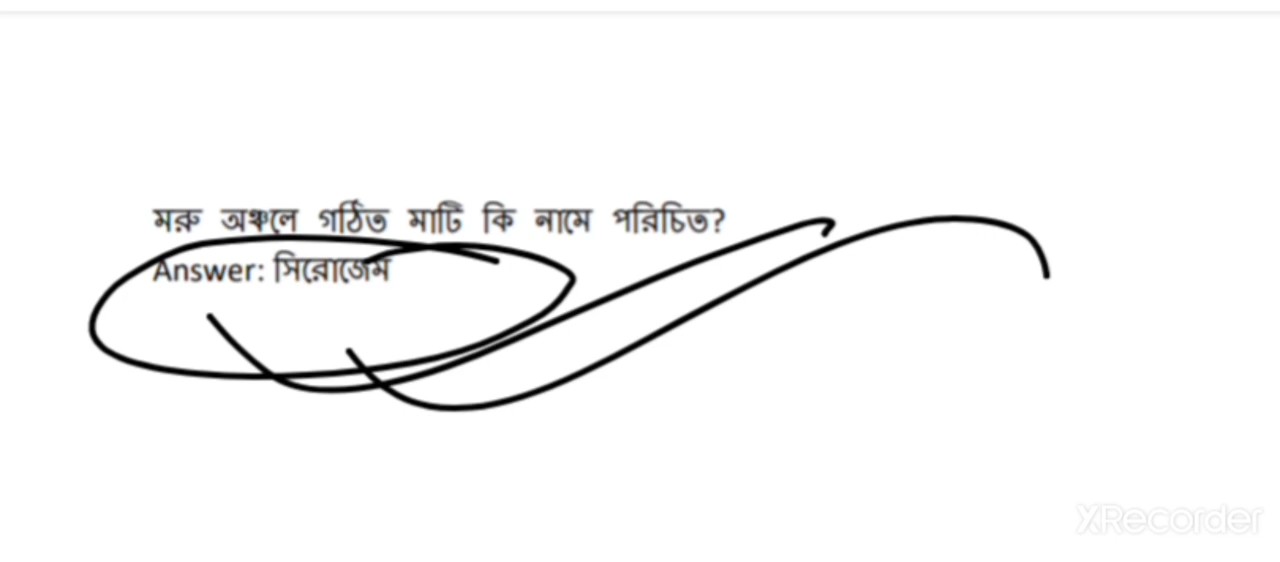 মরু অঞ্চলে গঠিত মাটি কি নামে পরিচিত?
Answer: সিরোজেম
XRecorder